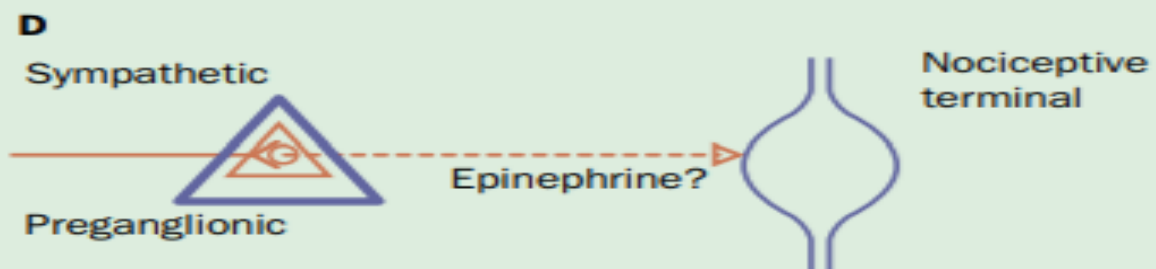 D
Sympathetic
Nociceptive
terminal
Epinephrine?
Preganglionic